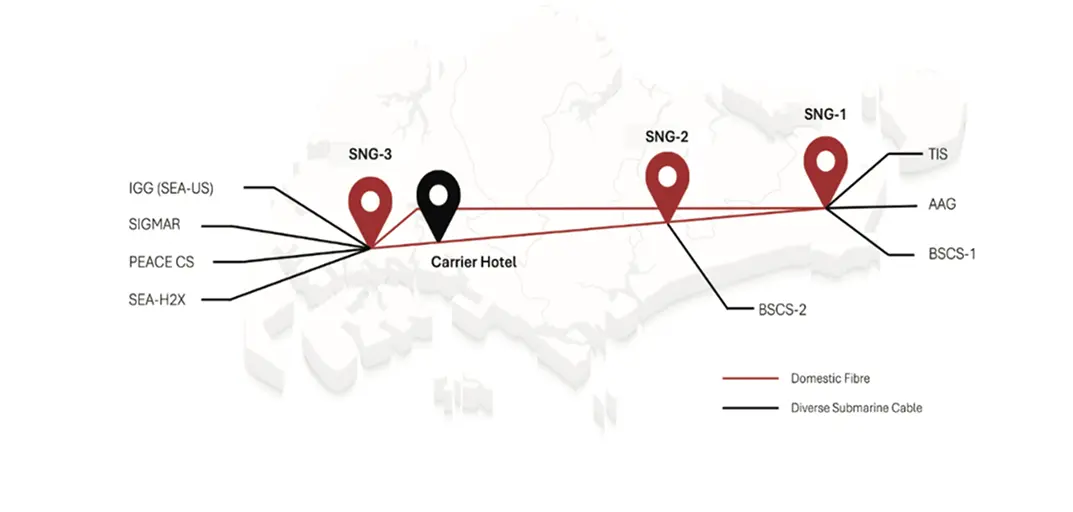 SNG-1
SNG-2
SNG-3
TIS
IGG (SEA-US)
AAG
SIGMAR
BSCS-1
PEACE CS
Carrier Hotel
SEA-H2X
BSCS-2
Domestic Fibre
Diverse Submarine Cable